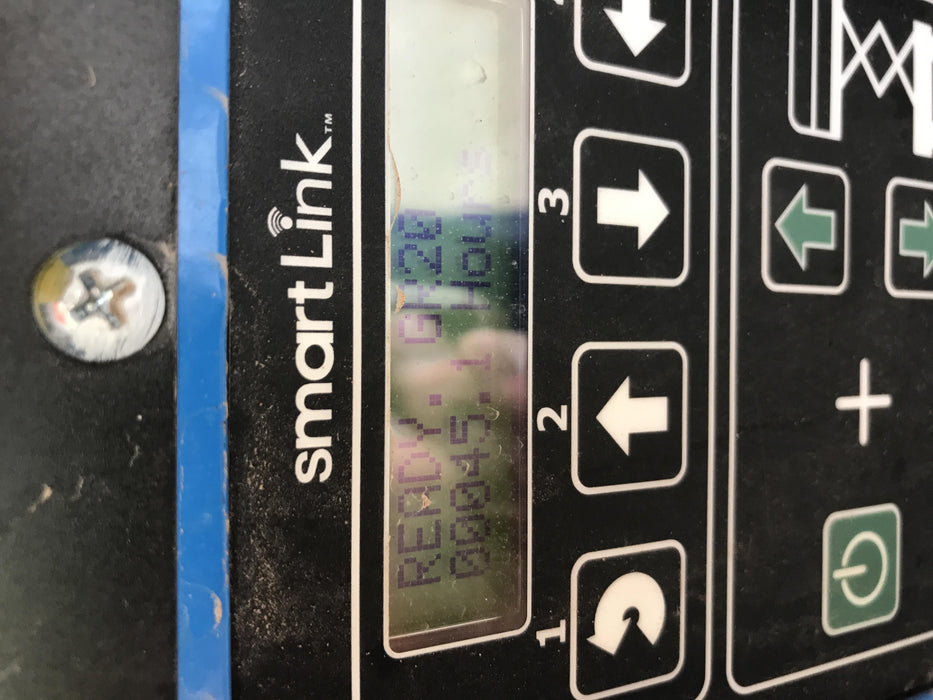 smartLink™
READY. GR20
00045.1 Hours
1
2
3